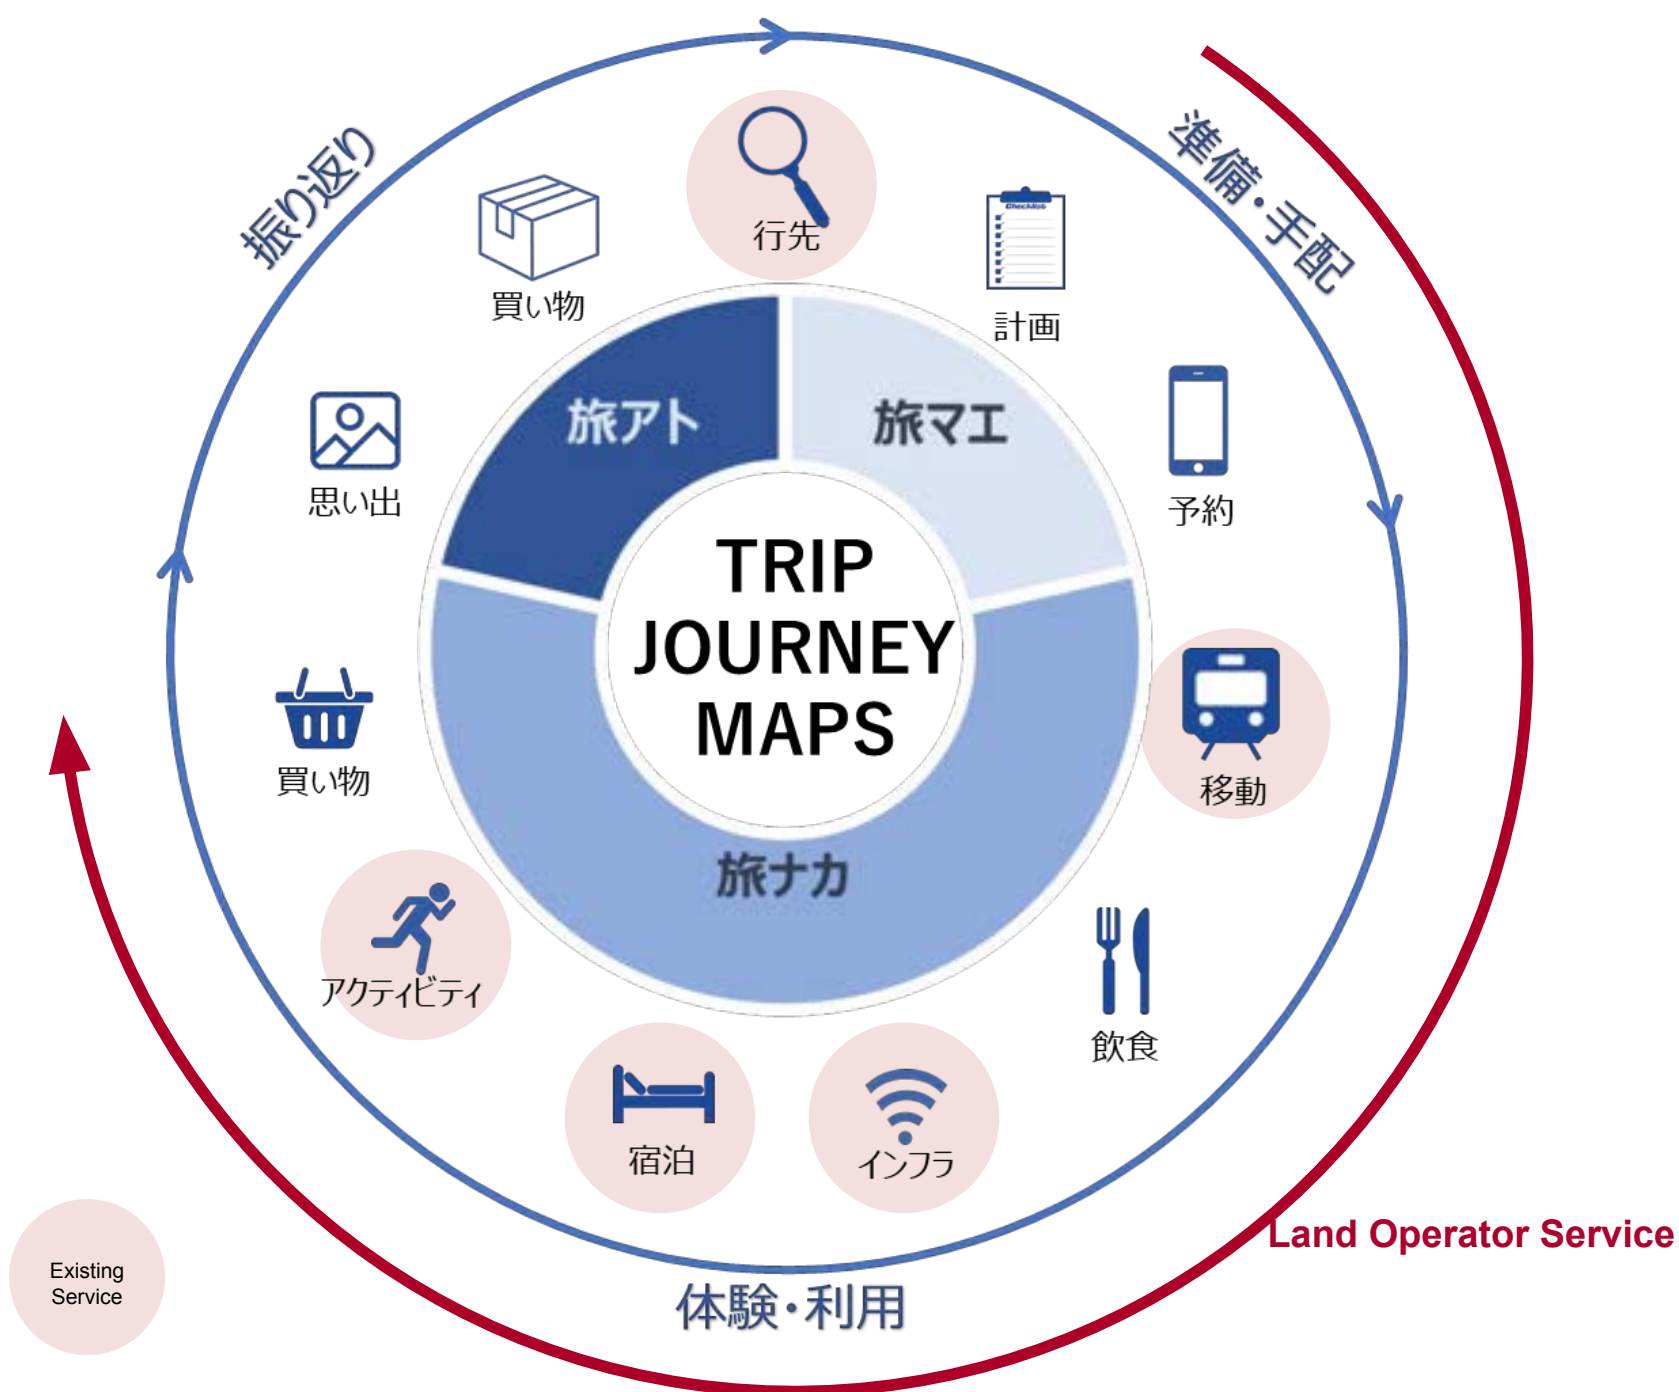 振り返り
準備・手配
行先
Checklist
買い物
計画
旅アト
旅マエ
思い出
予約
TRIP
JOURNEY
MAPS
買い物
移動
旅ナカ
アクティビティ
飲食
宿泊
インフラ
Land Operator Service
Existing
Service
体験・利用